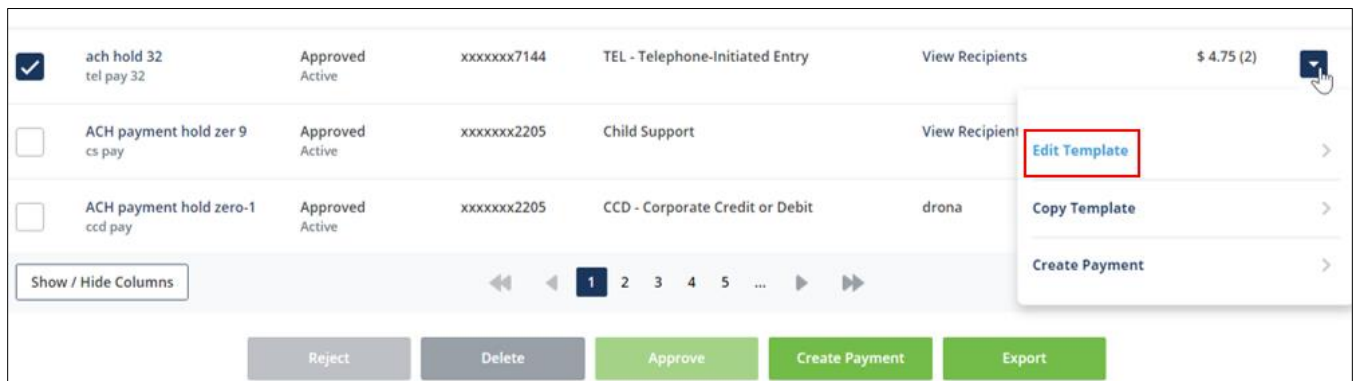 ach hold 32 Approved xxxxxxx7144 TEL - Telephone-Initiated Entry View Recipients $ 4.75 (2)
tel pay 32 Active
ACH payment hold zer 9 Approved xxxxxxx2205 Child Support View Recipient
cs pay Active
Edit Template
ACH payment hold zero-1 Approved xxxxxxx2205 CCD - Corporate Credit or Debit drona Copy Template
ccd pay Active
Create Payment
Show / Hide Columns 1 2 3 4 5 ...
Reject Delete Approve Create Payment Export